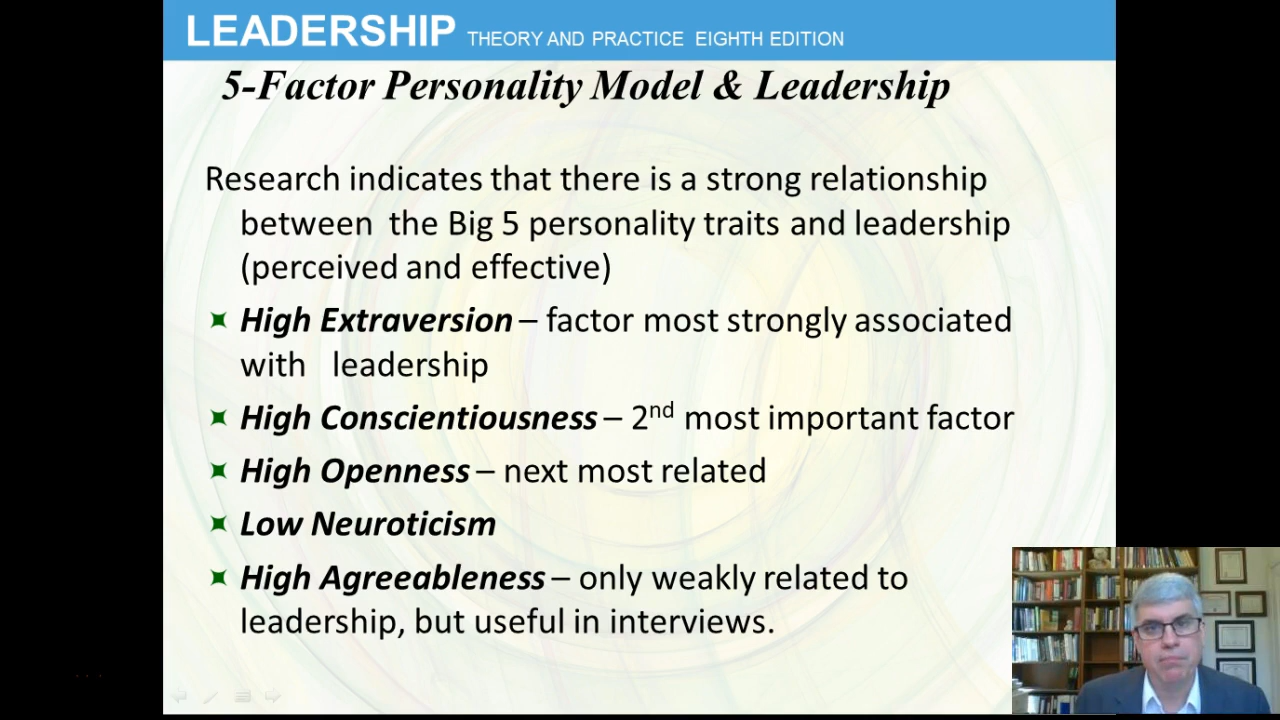 LEADERSHIP THEORY AND PRACTICE EIGHTH EDITION
5-Factor Personality Model & Leadership
Research indicates that there is a strong relationship
between the Big 5 personality traits and leadership
(perceived and effective)
High Extraversion – factor most strongly associated
with leadership
High Conscientiousness – 2nd most important factor
High Openness – next most related
Low Neuroticism
High Agreeableness – only weakly related to
leadership, but useful in interviews.